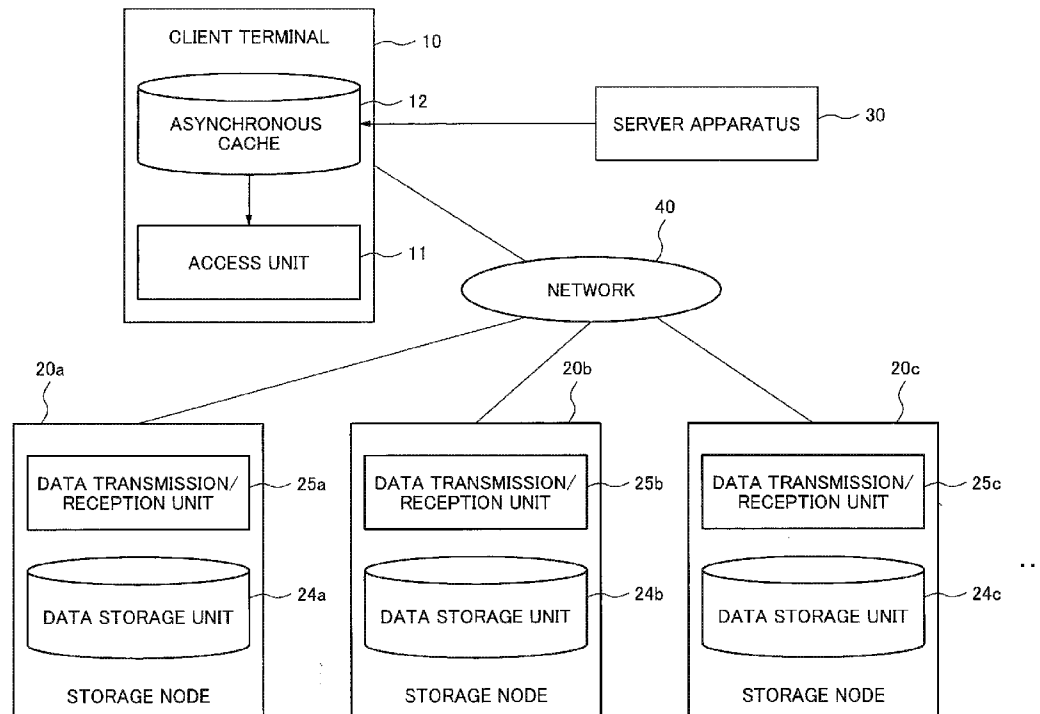 CLIENT TERMINAL
10
12
ASYNCHRONOUS
CACHE
SERVER APPARATUS
30
ACCESS UNIT
11
40
NETWORK
20a
20b
20c
DATA TRANSMISSION/
RECEPTION UNIT
25a
DATA TRANSMISSION/
RECEPTION UNIT
25b
DATA TRANSMISSION/
RECEPTION UNIT
25c
DATA STORAGE UNIT
24a
DATA STORAGE UNIT
24b
DATA STORAGE UNIT
24c
..
STORAGE NODE
STORAGE NODE
STORAGE NODE